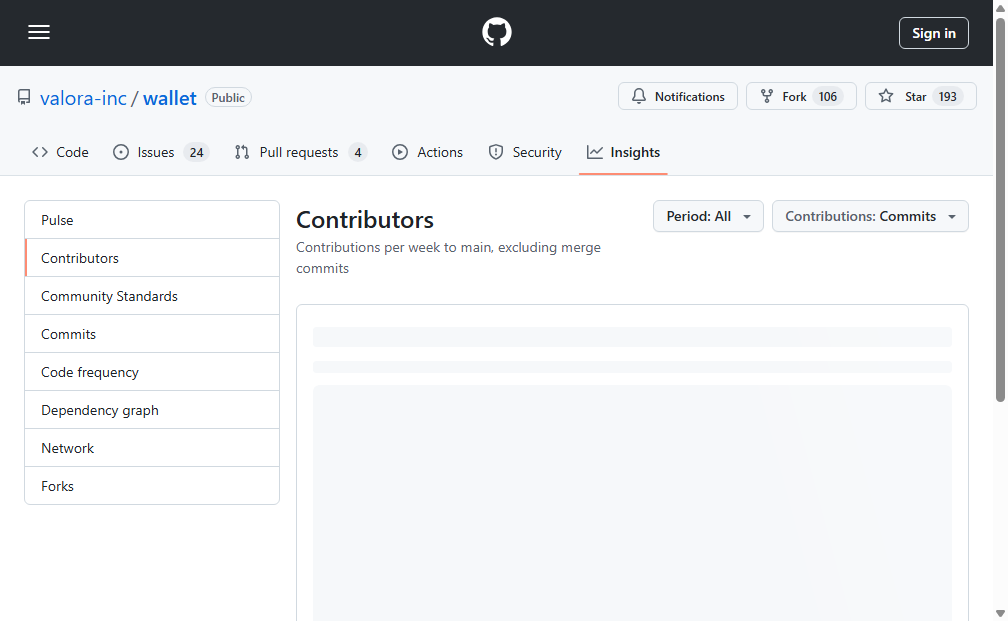 Sign in
valora-inc / wallet Public
Notifications
Fork 106
Star 193
Code
Issues 24
Pull requests 4
Actions
Security
Insights
Pulse
Contributors
Community Standards
Commits
Code frequency
Dependency graph
Network
Forks
Contributors
Contributions per week to main, excluding merge
commits
Period: All
Contributions: Commits